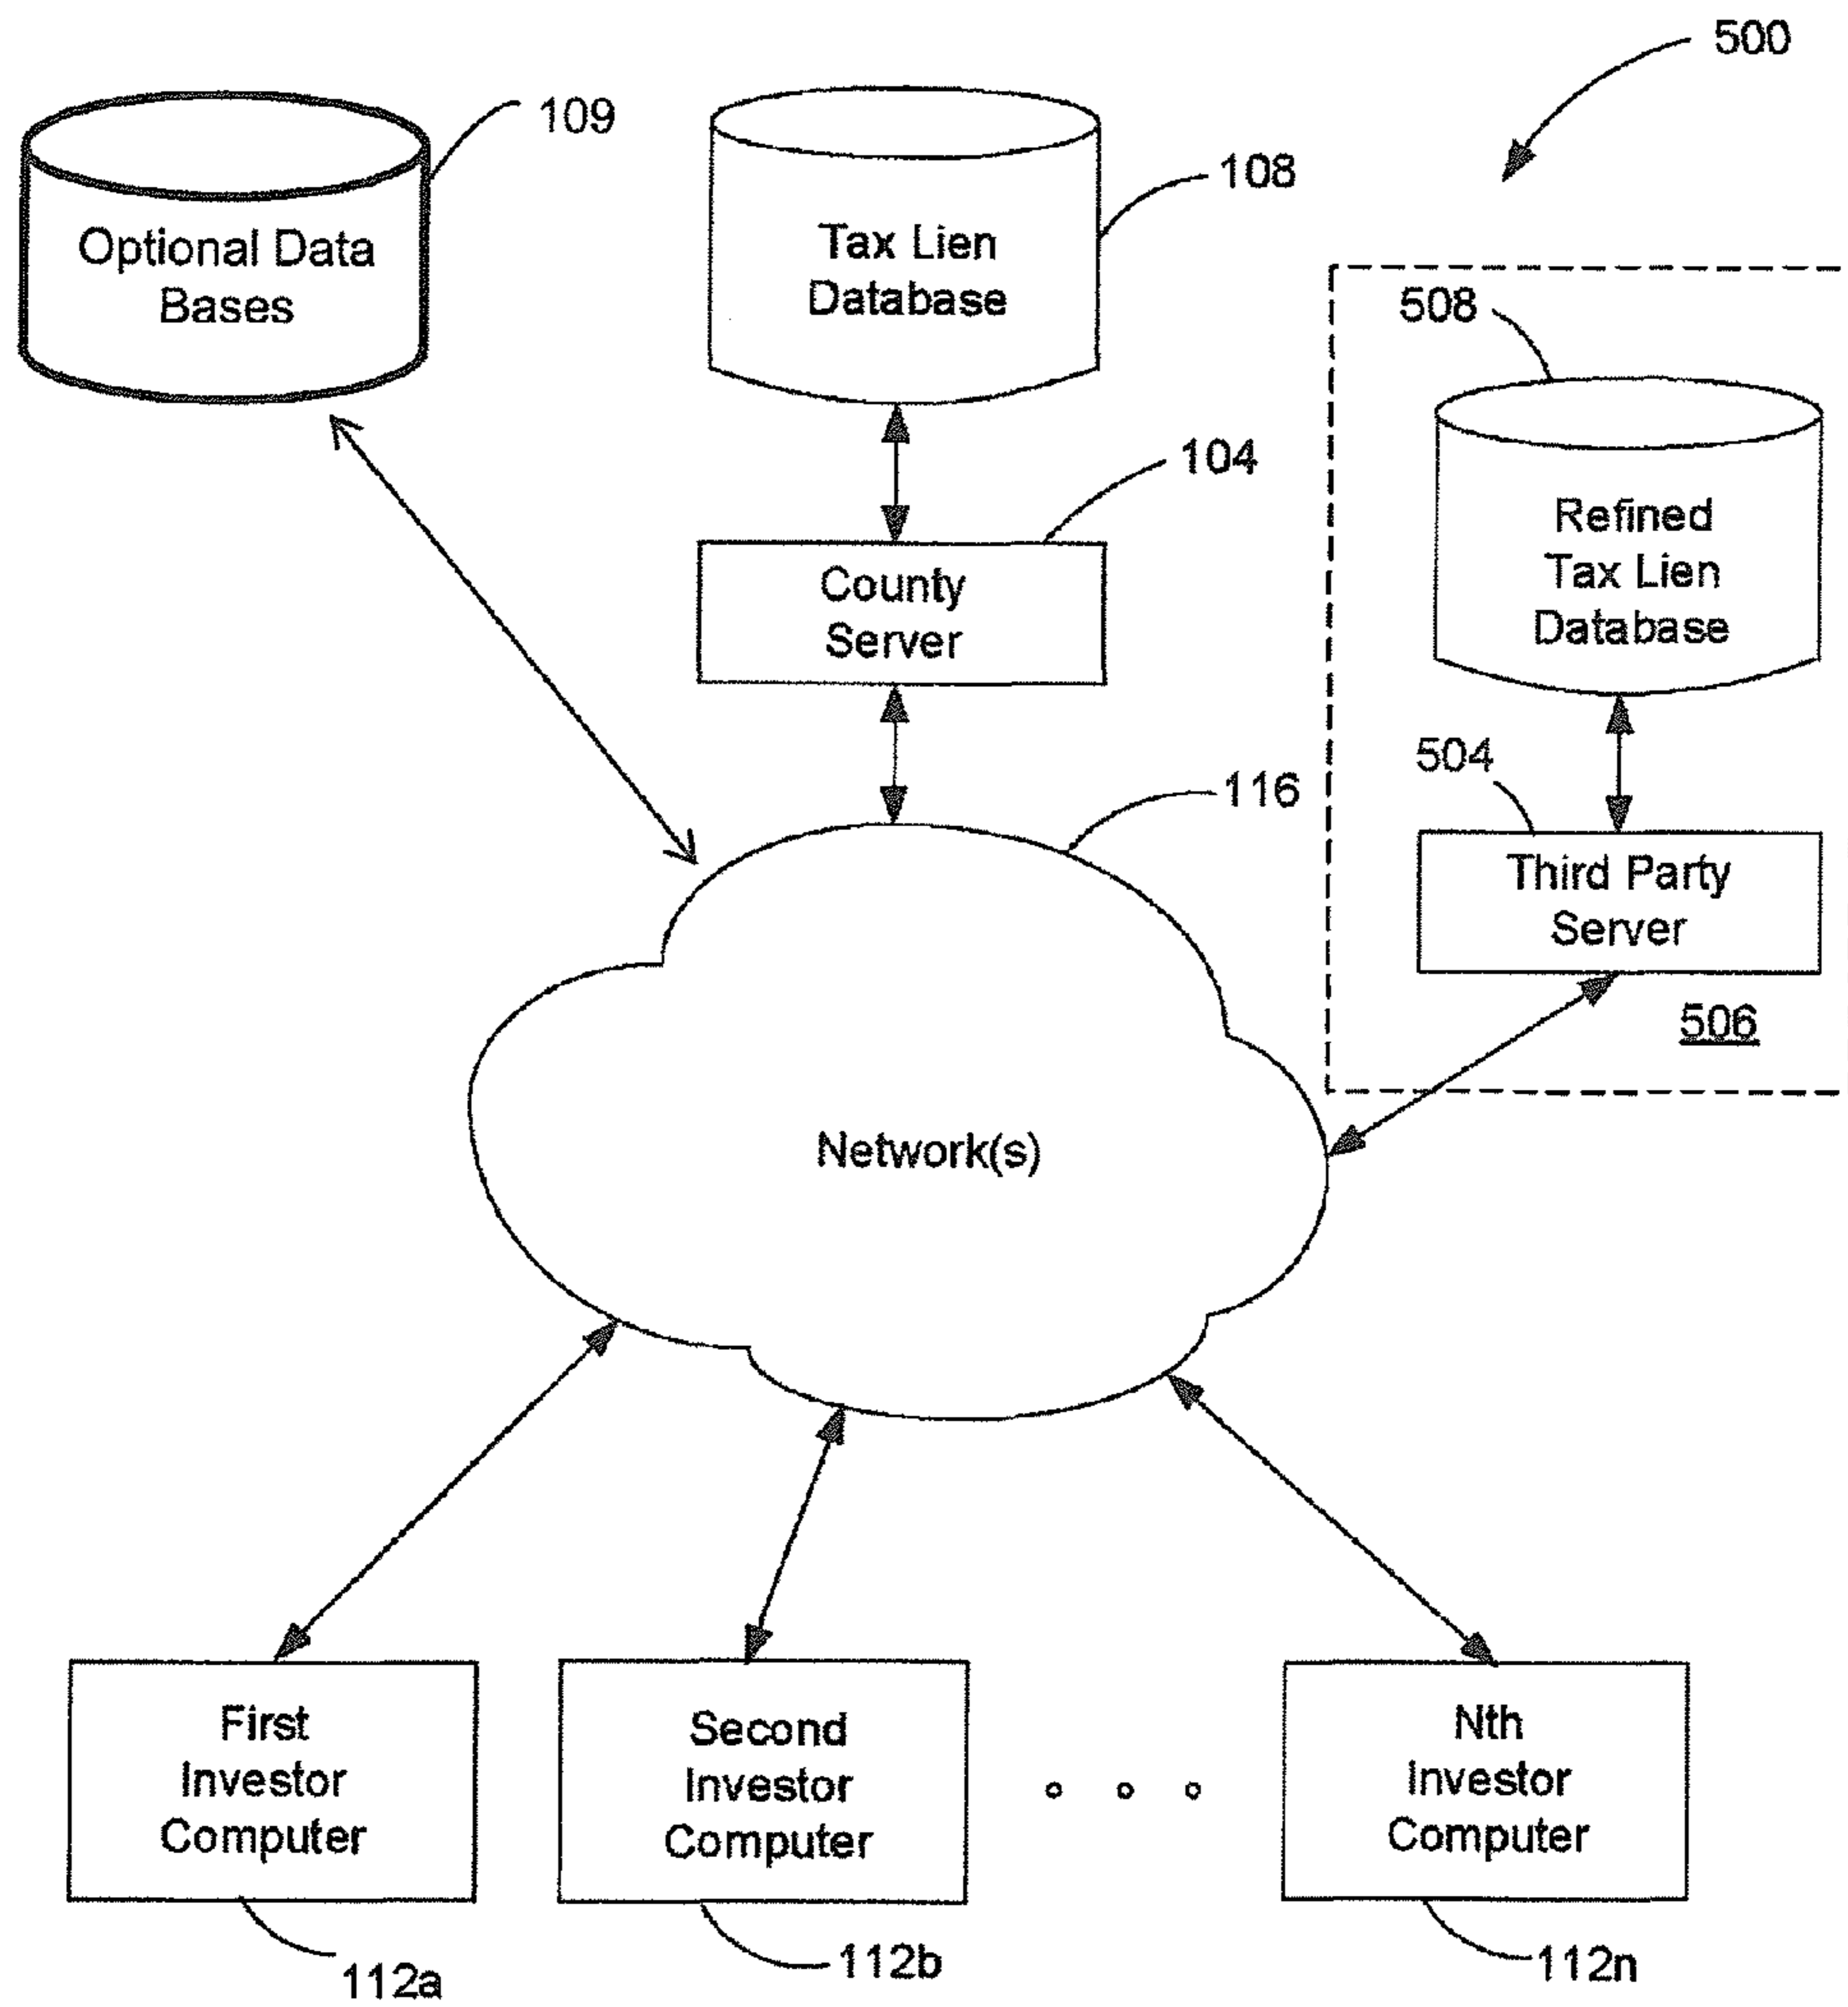 500
109
Optional Data
Bases
108
Tax Lien
Database
508
Refined
Tax Lien
Database
104
County
Server
504
Third Party
Server
506
116
Network(s)
First
Investor
Computer
112a
Second
Investor
Computer
112b
Nth
Investor
Computer
112n